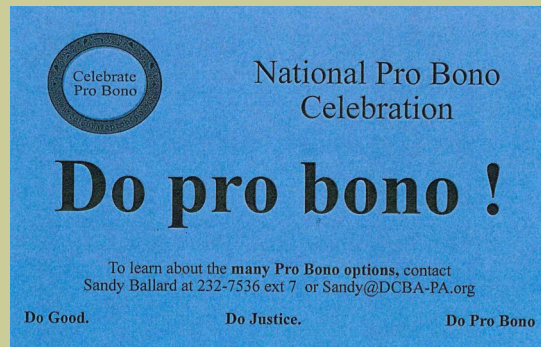 Celebrate
Pro Bono
National Pro Bono
Celebration
Do pro bono !
To learn about the many Pro Bono options, contact
Sandy Ballard at 232-7536 ext 7 or Sandy@DCBA-PA.org
Do Good. Do Justice. Do Pro Bono